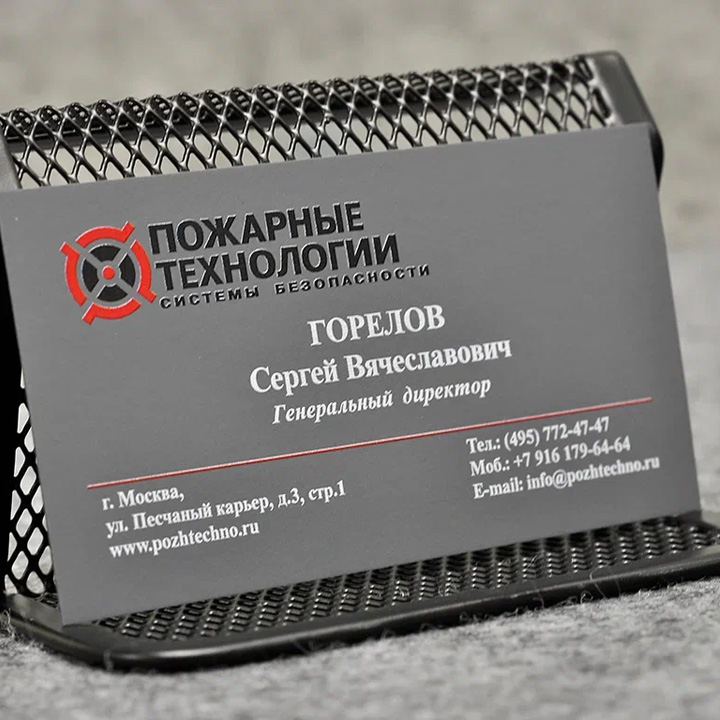 ПОЖАРНЫЕ
ТЕХНОЛОГИИ
СИСТЕМЫ БЕЗОПАСНОСТИ
ГОРЕЛОВ
Сергей Вячеславович
Генеральный директор
г. Москва,
ул. Песчаный карьер, д.3, стр.1
www.pozhtechno.ru
Тел.: (495) 772-47-47
Моб.: +7 916 179-64-64
E-mail: info@pozhtechno.ru